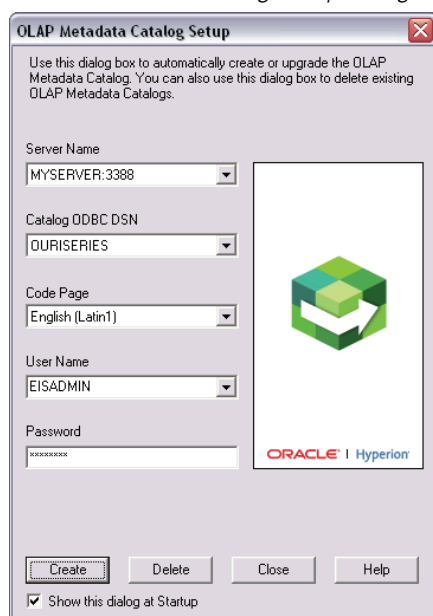 OLAP Metadata Catalog Setup
Use this dialog box to automatically create or upgrade the OLAP
Metadata Catalog. You can also use this dialog box to delete existing
OLAP Metadata Catalogs.
Server Name
MYSERVER:3388
Catalog ODBC DSN
OURISERIES
Code Page
English (Latin1)
User Name
EISADMIN
Password
xxxxxxxx
ORACLE | Hyperion
Create Delete Close Help
Show this dialog at Startup